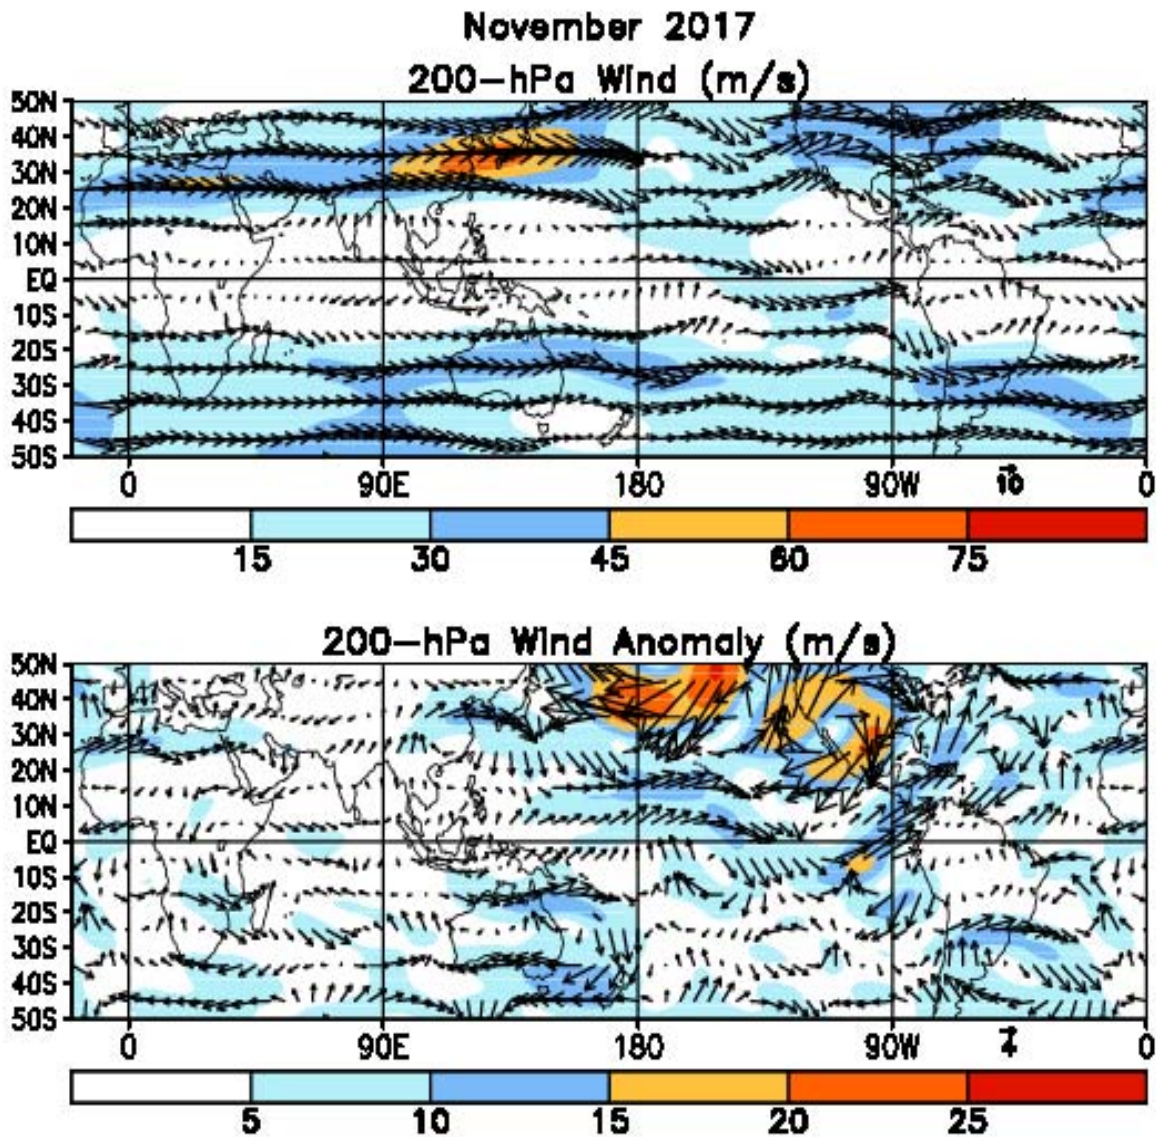 November 2017
200-hPa Wind (m/s)
50N
40N
30N
20N
10N
EQ
10S
20S
30S
40S
50S
0 90E 180 90W 10 0
15 30 45 60 75
200-hPa Wind Anomaly (m/s)
50N
40N
30N
20N
10N
EQ
10S
20S
30S
40S
50S
0 90E 180 90W 4 0
5 10 15 20 25